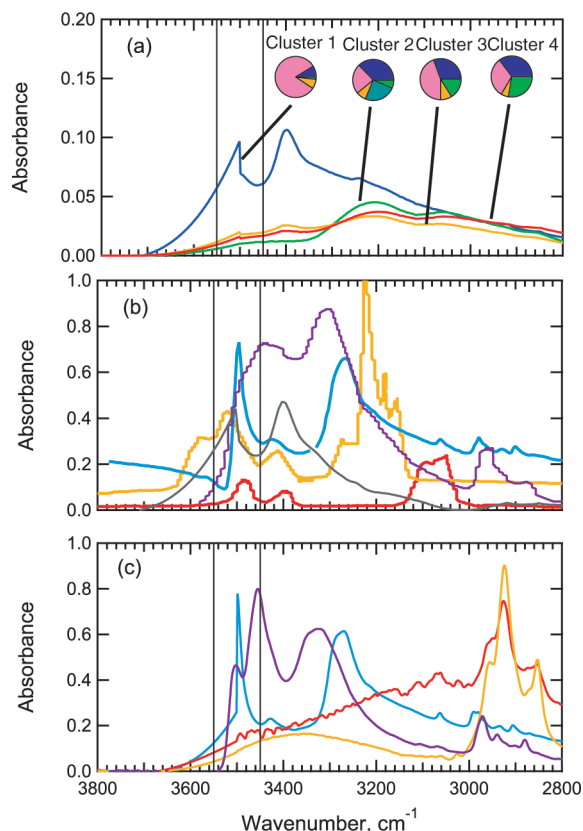 (a)
Cluster 1
Cluster 2
Cluster 3
Cluster 4
0.20
0.15
0.10
0.05
0.00
Absorbance
(b)
1.0
0.8
0.6
0.4
0.2
0.0
Absorbance
(c)
1.0
0.8
0.6
0.4
0.2
0.0
Absorbance
3800 3600 3400 3200 3000 2800
Wavenumber, cm-1